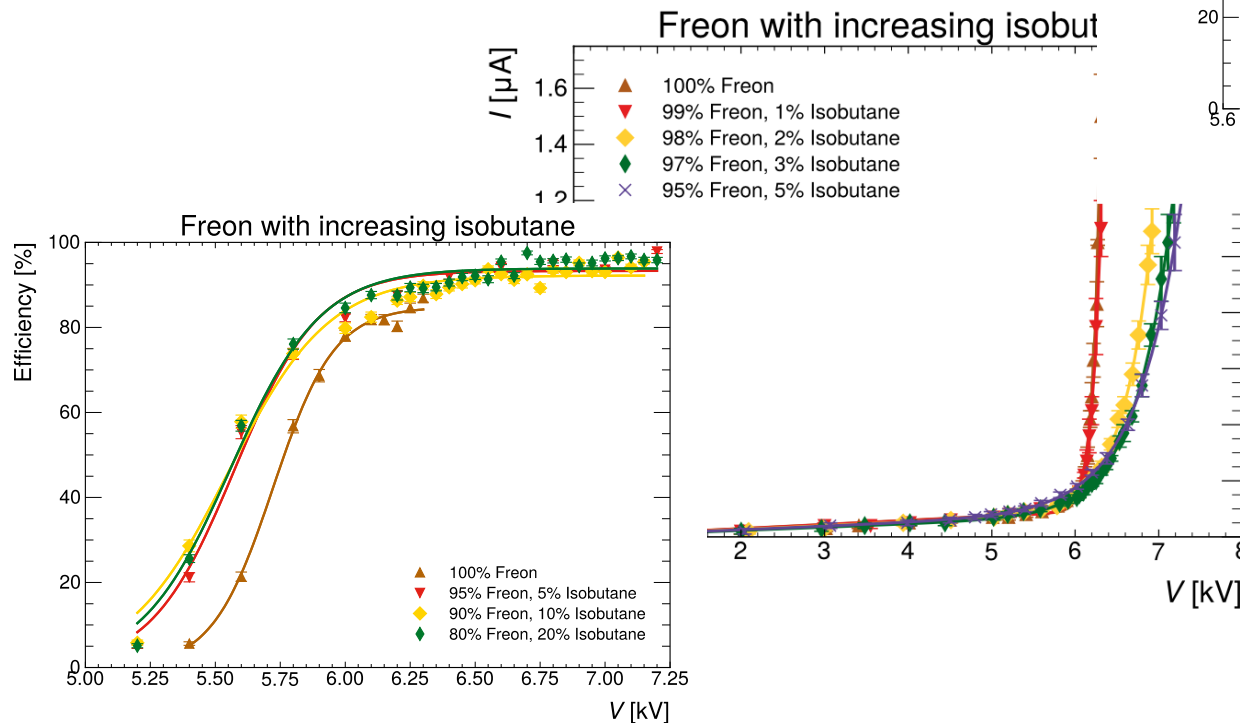 Freon with increasing isobut
20
0
5.6
I [μA]
1.6
1.4
1.2
100% Freon
99% Freon, 1% Isobutane
98% Freon, 2% Isobutane
97% Freon, 3% Isobutane
95% Freon, 5% Isobutane
2 3 4 5 6 7 8
V [kV]
Freon with increasing isobutane
Efficiency [%]
100
80
60
40
20
0
100% Freon
95% Freon, 5% Isobutane
90% Freon, 10% Isobutane
80% Freon, 20% Isobutane
5.00 5.25 5.50 5.75 6.00 6.25 6.50 6.75 7.00 7.25
V [kV]